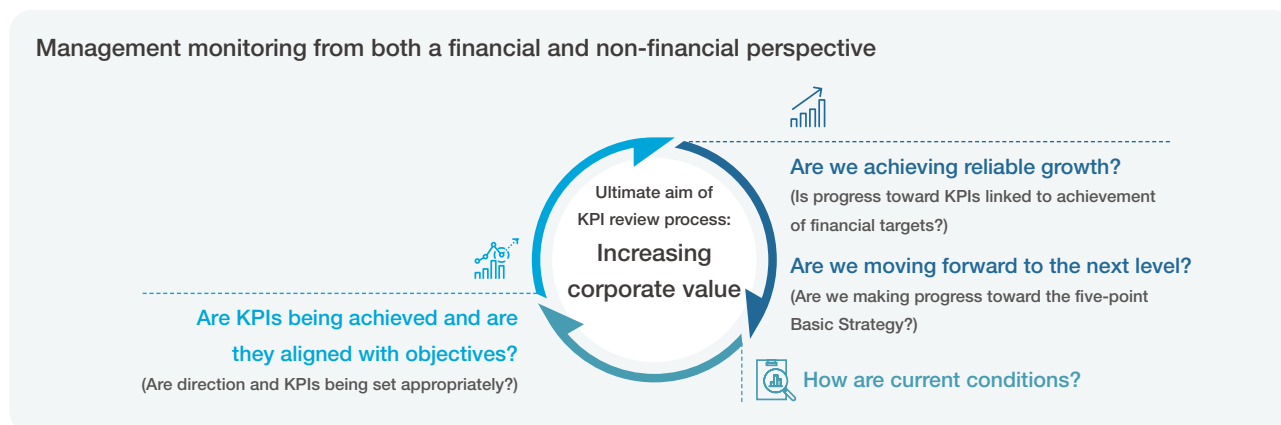 Management monitoring from both a financial and non-financial perspective
Ultimate aim of
KPI review process:
Increasing
corporate value
Are we achieving reliable growth?
(Is progress toward KPIs linked to achievement
of financial targets?)
Are we moving forward to the next level?
(Are we making progress toward the five-point
Basic Strategy?)
How are current conditions?
Are KPIs being achieved and are
they aligned with objectives?
(Are direction and KPIs being set appropriately?)